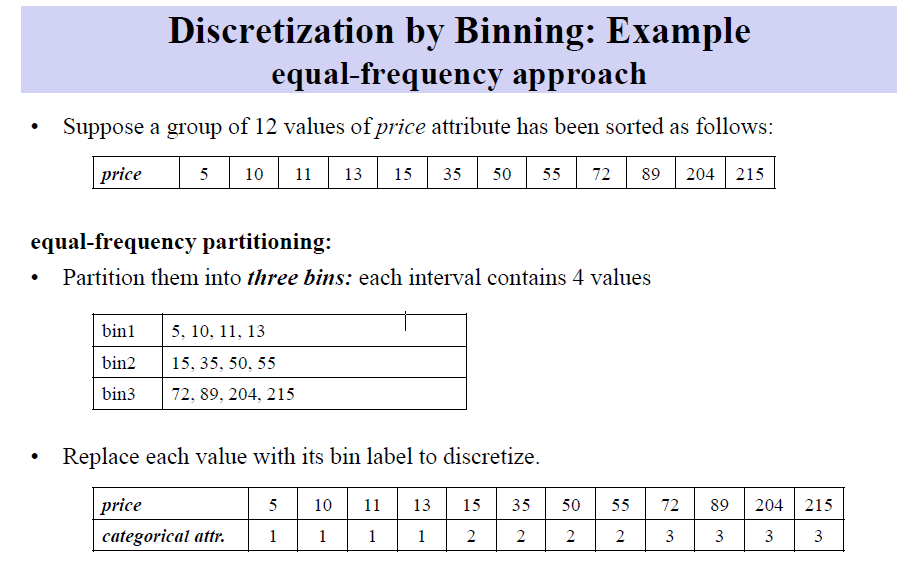 Discretization by Binning: Example
equal-frequency approach
• Suppose a group of 12 values of price attribute has been sorted as follows:
price 5 10 11 13 15 35 50 55 72 89 204 215
equal-frequency partitioning:
• Partition them into three bins: each interval contains 4 values
bin1 5, 10, 11, 13
bin2 15, 35, 50, 55
bin3 72, 89, 204, 215
• Replace each value with its bin label to discretize.
price 5 10 11 13 15 35 50 55 72 89 204 215
categorical attr. 1 1 1 1 2 2 2 2 3 3 3 3